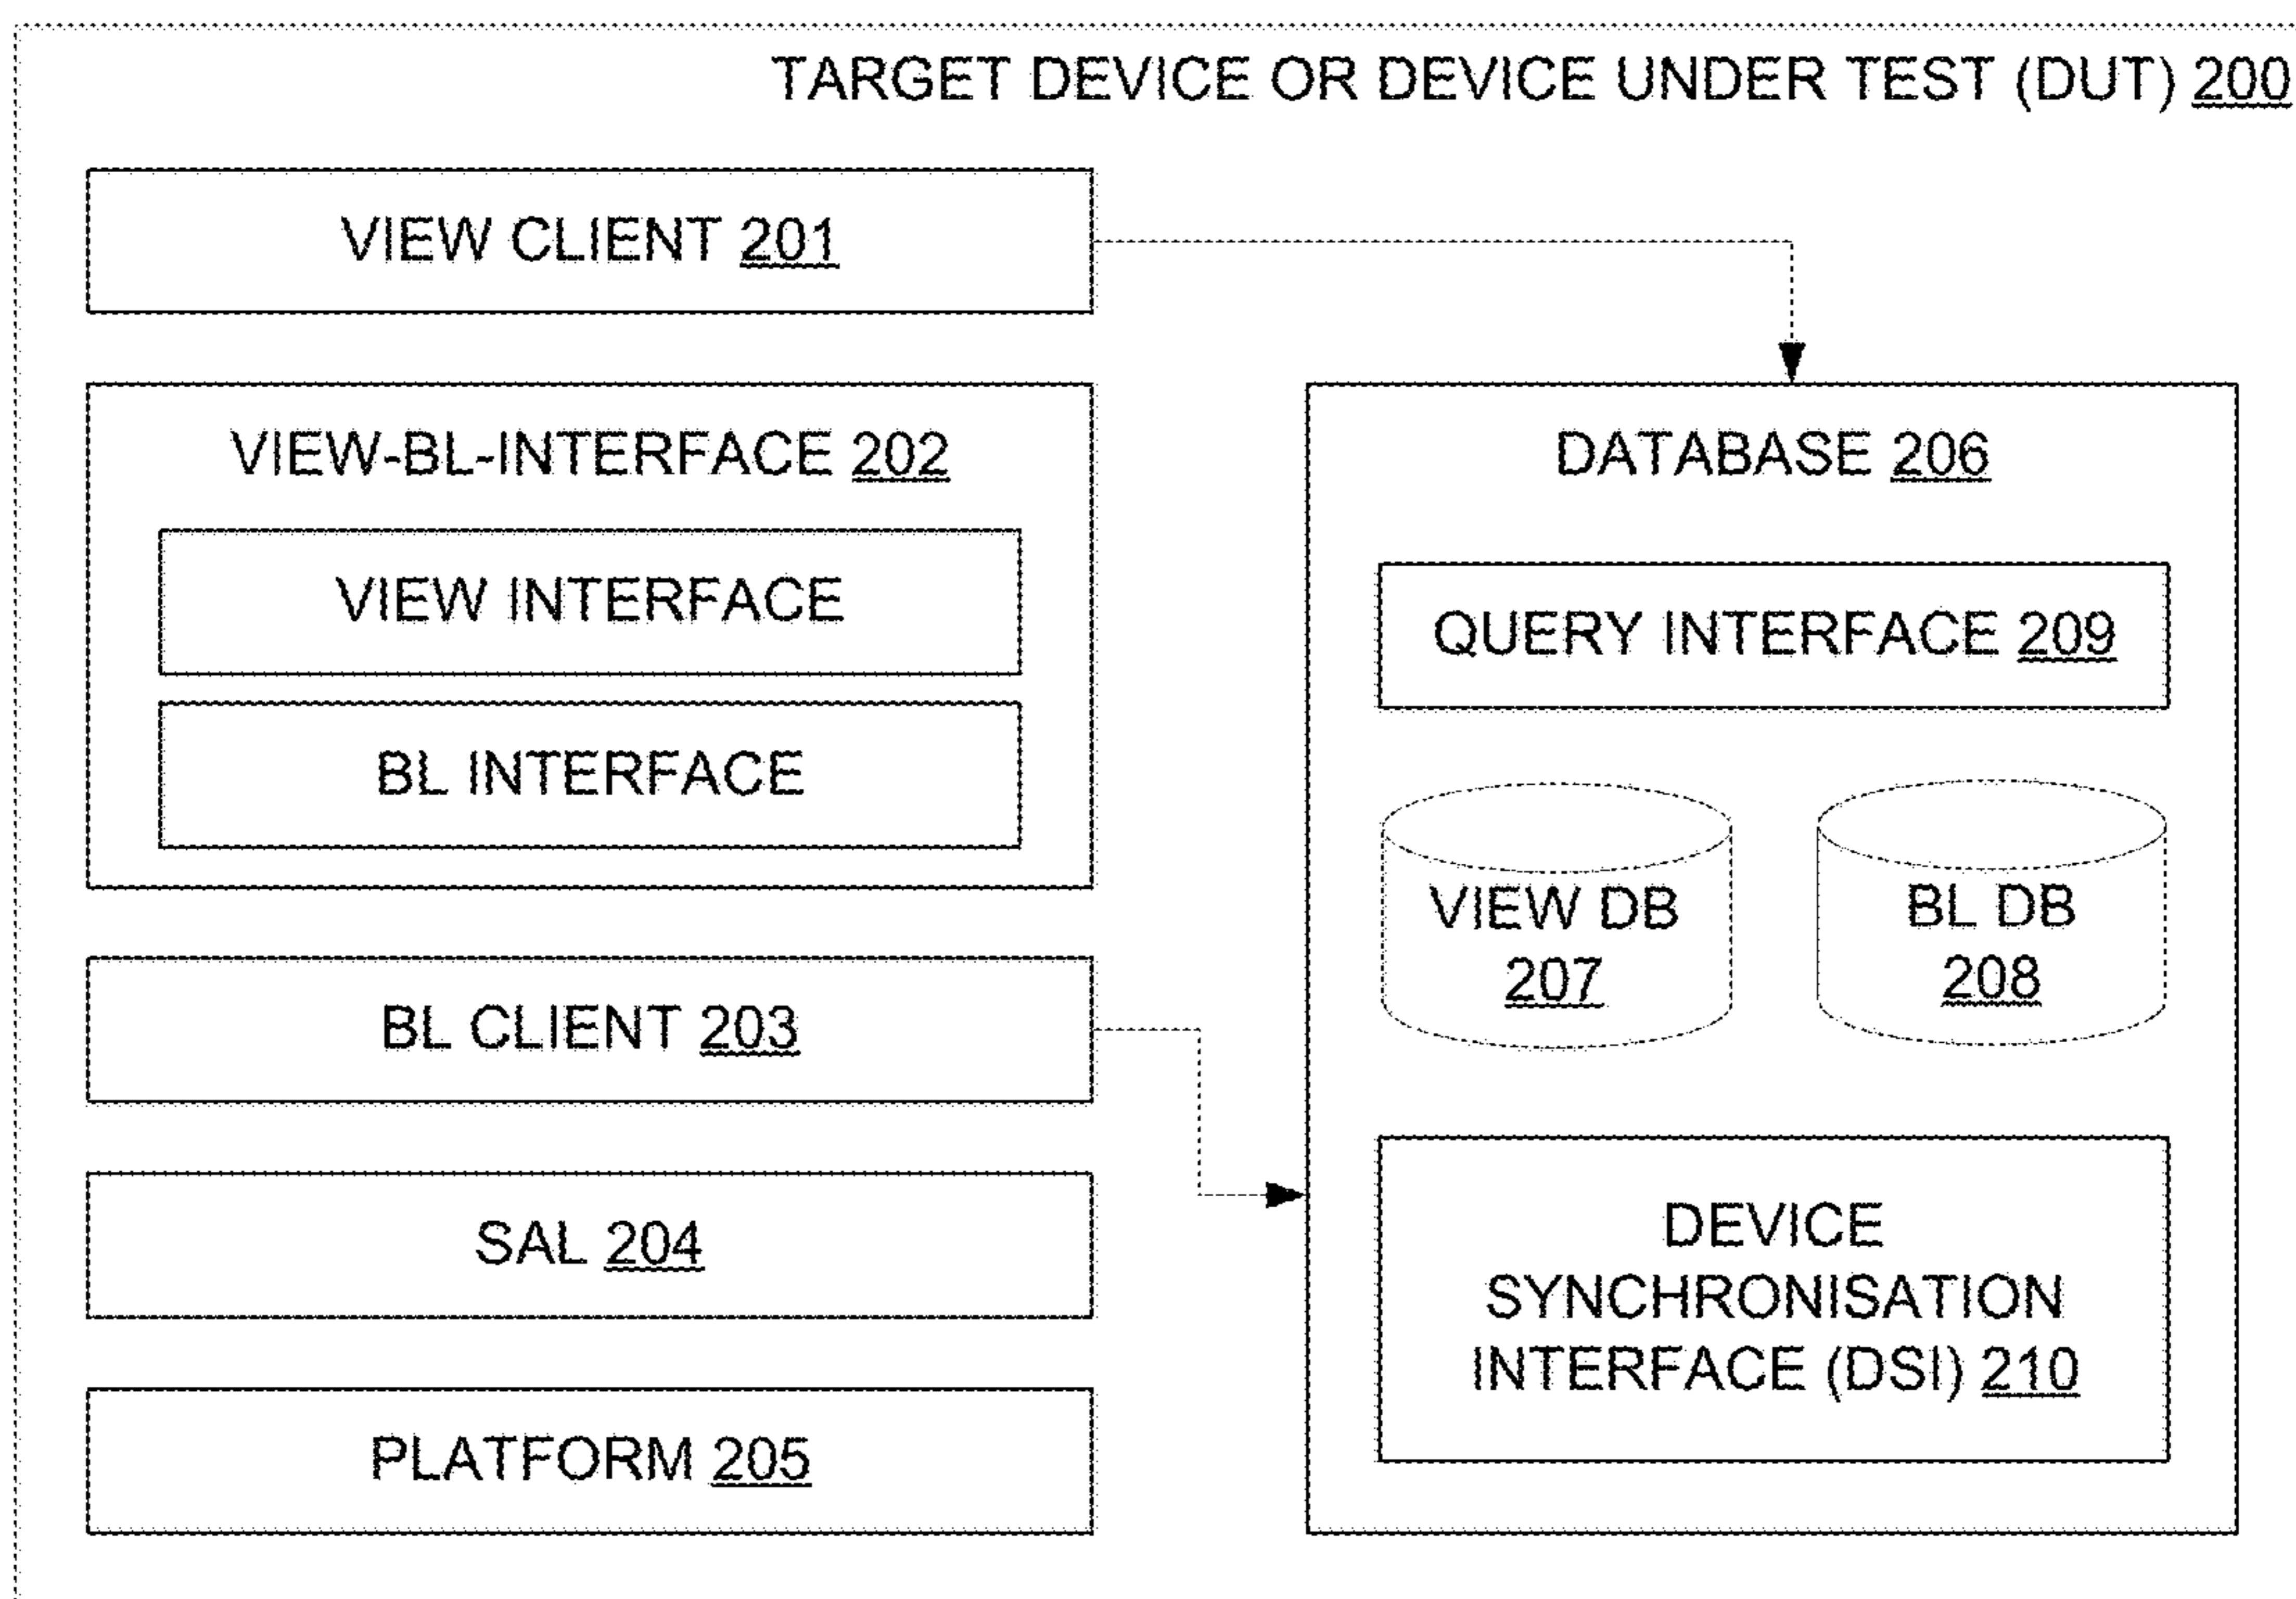 TARGET DEVICE OR DEVICE UNDER TEST (DUT) 200
VIEW CLIENT 201
VIEW-BL-INTERFACE 202
VIEW INTERFACE
BL INTERFACE
BL CLIENT 203
SAL 204
PLATFORM 205
DATABASE 206
QUERY INTERFACE 209
VIEW DB
207
BL DB
208
DEVICE
SYNCHRONISATION
INTERFACE (DSI) 210